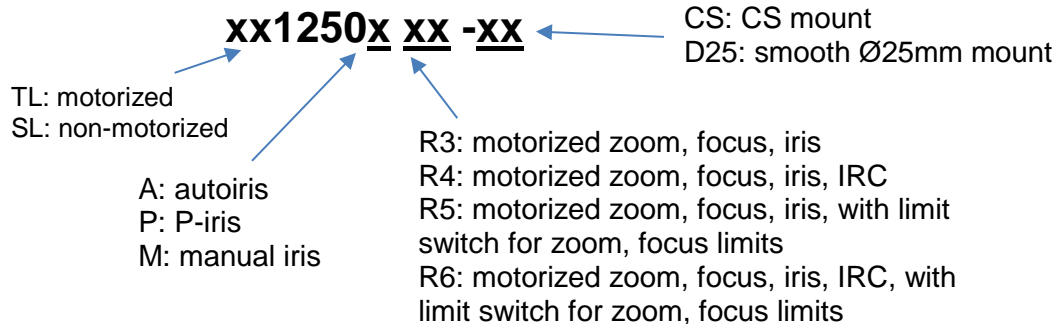 xx1250x xx -xx
CS: CS mount
D25: smooth Ø25mm mount
TL: motorized
SL: non-motorized
A: autoiris
P: P-iris
M: manual iris
R3: motorized zoom, focus, iris
R4: motorized zoom, focus, iris, IRC
R5: motorized zoom, focus, iris, with limit
switch for zoom, focus limits
R6: motorized zoom, focus, iris, IRC, with
limit switch for zoom, focus limits